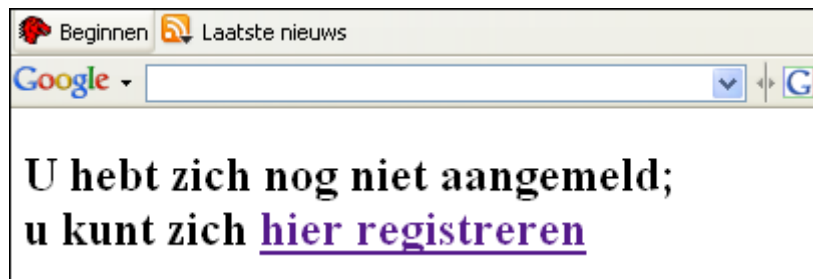 Beginnen Laatste nieuws
Google G
U hebt zich nog niet aangemeld;
u kunt zich hier registreren